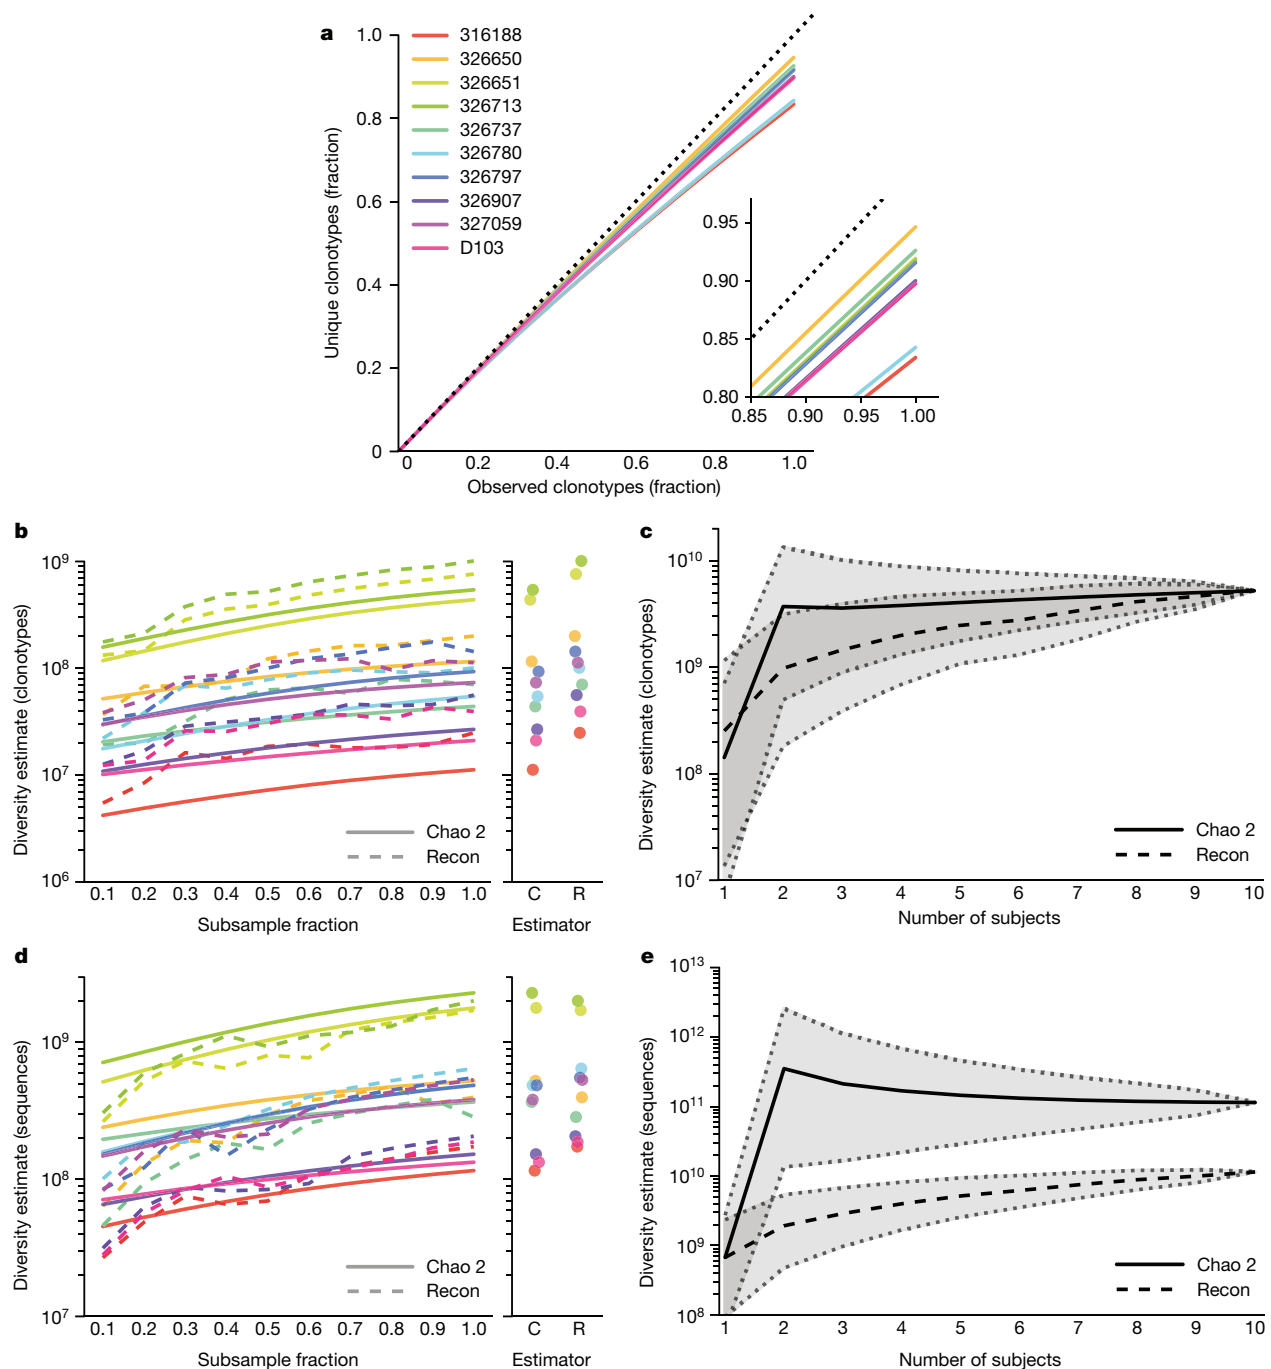 a
1.0
0.8
0.6
0.4
0.2
0
Unique clonotypes (fraction)
316188
326650
326651
326713
326737
326780
326797
326907
327059
D103
0.95
0.90
0.85
0.80
0.85 0.90 0.95 1.00
0 0.2 0.4 0.6 0.8 1.0
Observed clonotypes (fraction)
b
10⁹
10⁸
10⁷
10⁶
Diversity estimate (clonotypes)
Chao 2
Recon
0.1 0.2 0.3 0.4 0.5 0.6 0.7 0.8 0.9 1.0
Subsample fraction
C R
Estimator
c
10¹⁰
10⁹
10⁸
10⁷
Diversity estimate (clonotypes)
Chao 2
Recon
1 2 3 4 5 6 7 8 9 10
Number of subjects
d
10⁹
10⁸
10⁷
Diversity estimate (sequences)
Chao 2
Recon
0.1 0.2 0.3 0.4 0.5 0.6 0.7 0.8 0.9 1.0
Subsample fraction
C R
Estimator
e
10¹³
10¹²
10¹¹
10¹⁰
10⁹
10⁸
Diversity estimate (sequences)
Chao 2
Recon
1 2 3 4 5 6 7 8 9 10
Number of subjects